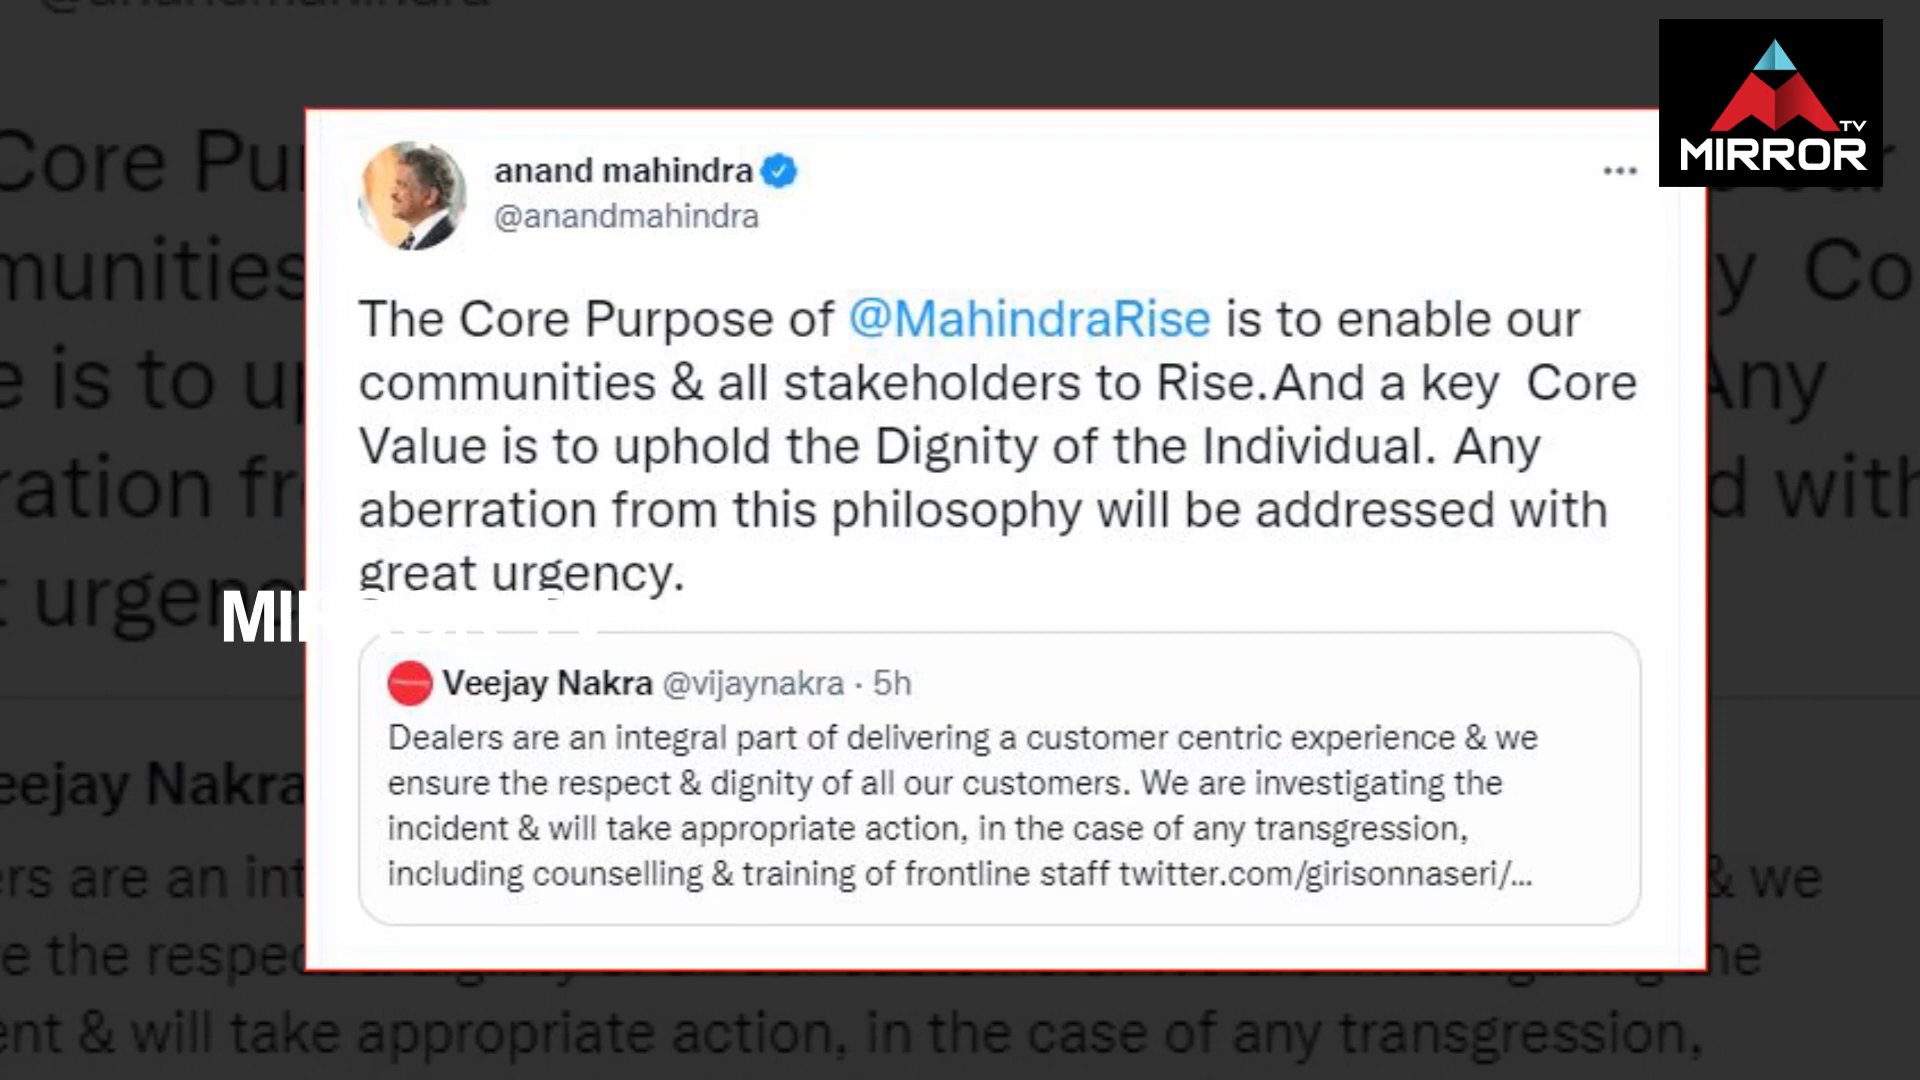 TV
MIRROR
anand mahindra
@anandmahindra
The Core Purpose of @MahindraRise is to enable our
communities & all stakeholders to Rise.And a key  Core
Value is to uphold the Dignity of the Individual. Any
aberration from this philosophy will be addressed with
great urgency.
Veejay Nakra @vijaynakra · 5h
Dealers are an integral part of delivering a customer centric experience & we
ensure the respect & dignity of all our customers. We are investigating the
incident & will take appropriate action, in the case of any transgression,
including counselling & training of frontline staff twitter.com/girisonnaseri/...